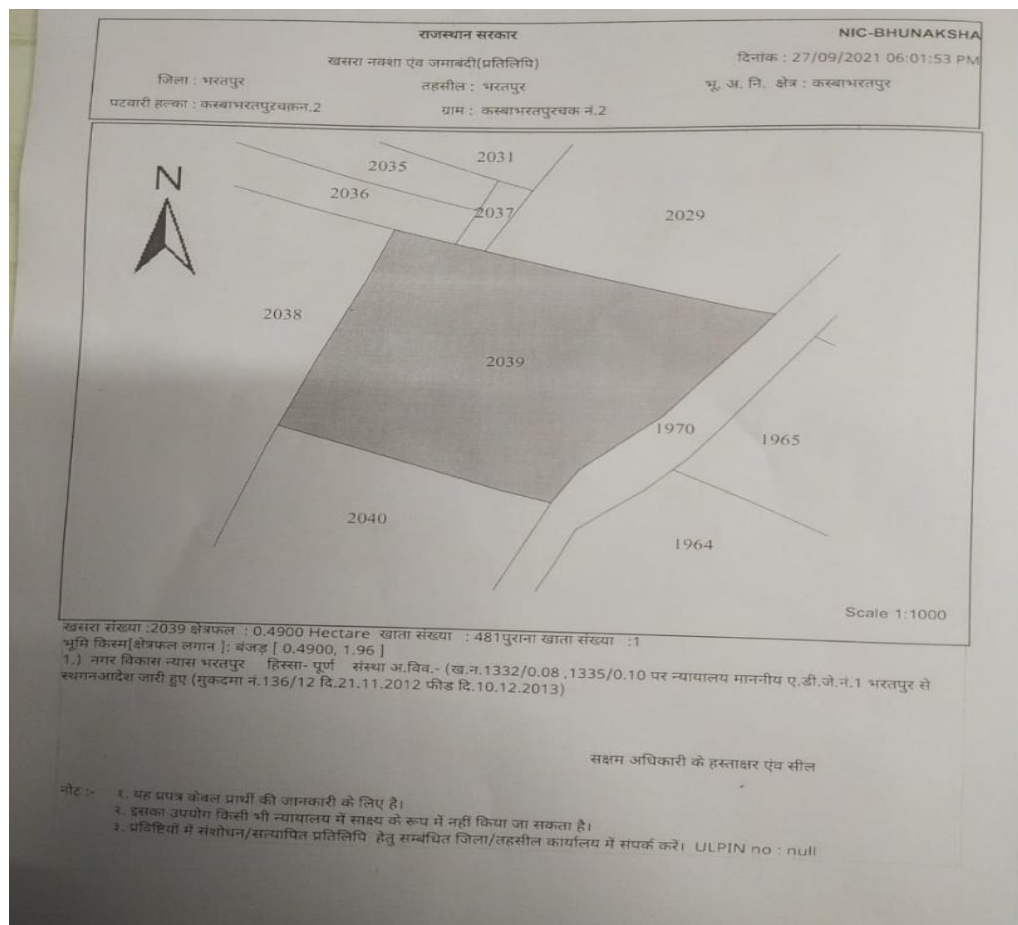 राजस्थान सरकार
NIC-BHUNAKSHA
खसरा नक्शा एंव जमाबंदी(प्रतिलिपि)
दिनांक : 27/09/2021 06:01:53 PM
जिला : भरतपुर
तहसील : भरतपुर
भू. अ. नि. क्षेत्र : कस्बाभरतपुर
पटवारी हल्का : कस्बाभरतपुरचकन.2
ग्राम : कस्बाभरतपुरचक नं.2
N
2035
2031
2036
2037
2029
2038
2039
1970
1965
2040
1964
Scale 1:1000
खसरा संख्या :2039 क्षेत्रफल : 0.4900 Hectare खाता संख्या : 481पुराना खाता संख्या :1
भूमि किस्म[क्षेत्रफल लगान ]: बंजड़ [ 0.4900, 1.96 ]
1.) नगर विकास न्यास भरतपुर हिस्सा- पूर्ण संस्था अ.विव.- (ख.न.1332/0.08 ,1335/0.10 पर न्यायालय माननीय ए.डी.जे.नं.1 भरतपुर से
स्थगनआदेश जारी हुए (मुकदमा नं.136/12 दि.21.11.2012 फीड दि.10.12.2013)
सक्षम अधिकारी के हस्ताक्षर एंव सील
नोट :- १. यह प्रपत्र केवल प्रार्थी की जानकारी के लिए है।
२. इसका उपयोग किसी भी न्यायालय में साक्ष्य के रूप में नहीं किया जा सकता है।
३. प्रविष्टियों में संशोधन/सत्यापित प्रतिलिपि हेतु सम्बंधित जिला/तहसील कार्यालय में संपर्क करें। ULPIN no : null